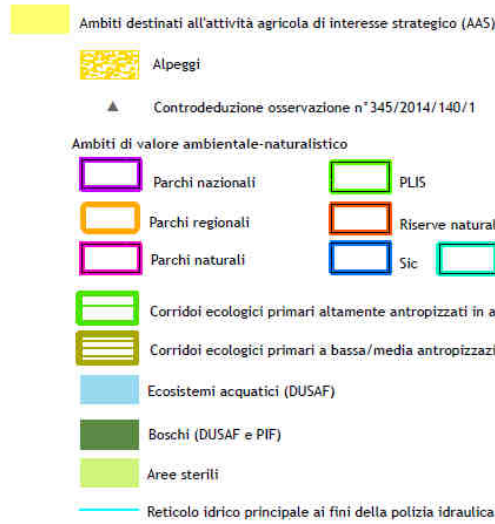 Ambiti destinati all'attività agricola di interesse strategico (AAS)
Alpeggi
Controdeduzione osservazione n°345/2014/140/1
Ambiti di valore ambientale-naturalistico
Parchi nazionali PLIS
Parchi regionali Riserve natural
Parchi naturali Sic
Corridoi ecologici primari altamente antropizzati in a
Corridoi ecologici primari a bassa/media antropizzazi
Ecosistemi acquatici (DUSAF)
Boschi (DUSAF e PIF)
Aree sterili
Reticolo idrico principale ai fini della polizia idraulica